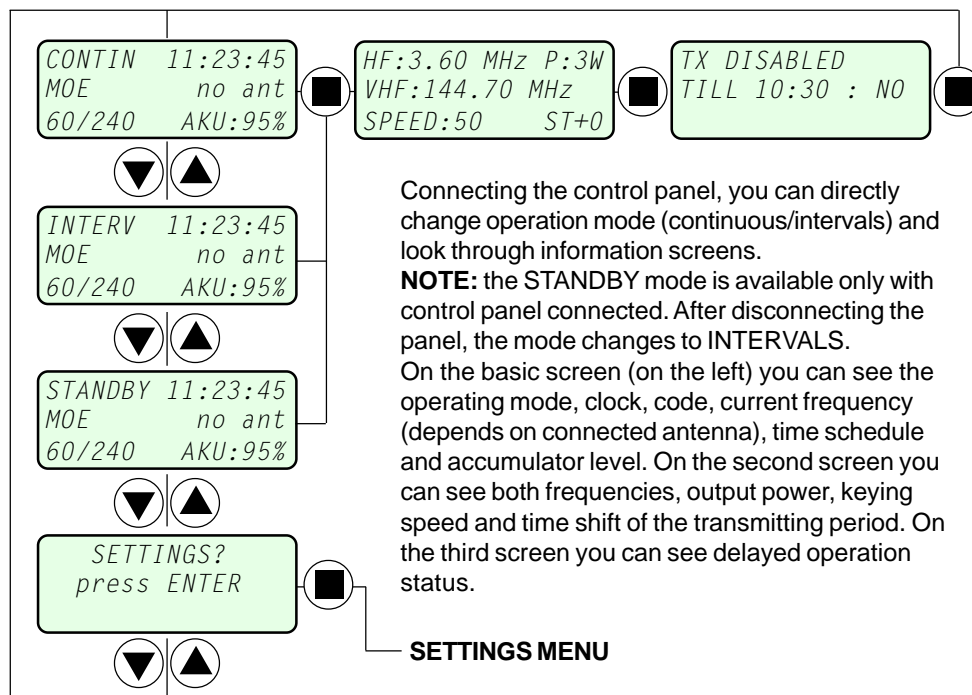 CONTIN 11:23:45
MOE no ant
60/240 AKU:95%
HF:3.60 MHz P:3W
VHF:144.70 MHz
SPEED:50 ST+0
TX DISABLED
TILL 10:30 : NO
INTERV 11:23:45
MOE no ant
60/240 AKU:95%
STANDBY 11:23:45
MOE no ant
60/240 AKU:95%
SETTINGS?
press ENTER
Connecting the control panel, you can directly
change operation mode (continuous/intervals) and
look through information screens.
NOTE: the STANDBY mode is available only with
control panel connected. After disconnecting the
panel, the mode changes to INTERVALS.
On the basic screen (on the left) you can see the
operating mode, clock, code, current frequency
(depends on connected antenna), time schedule
and accumulator level. On the second screen you
can see both frequencies, output power, keying
speed and time shift of the transmitting period. On
the third screen you can see delayed operation
status.
SETTINGS MENU